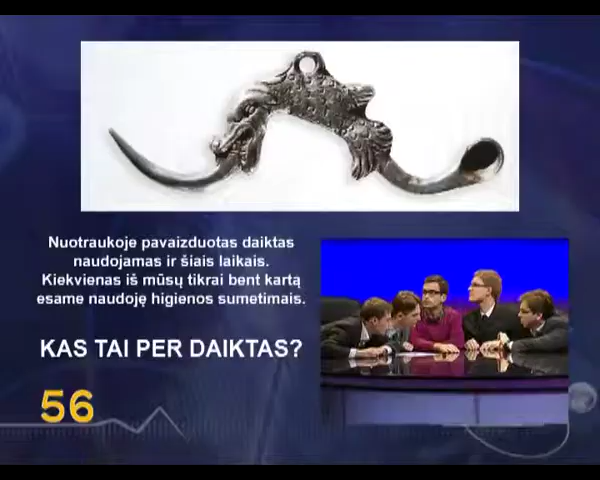 Nuotraukoje pavaizduotas daiktas
naudojamas ir šiais laikais.
Kiekvienas iš mūsų tikrai bent kartą
esame naudoję higienos sumetimais.
KAS TAI PER DAIKTAS?
56